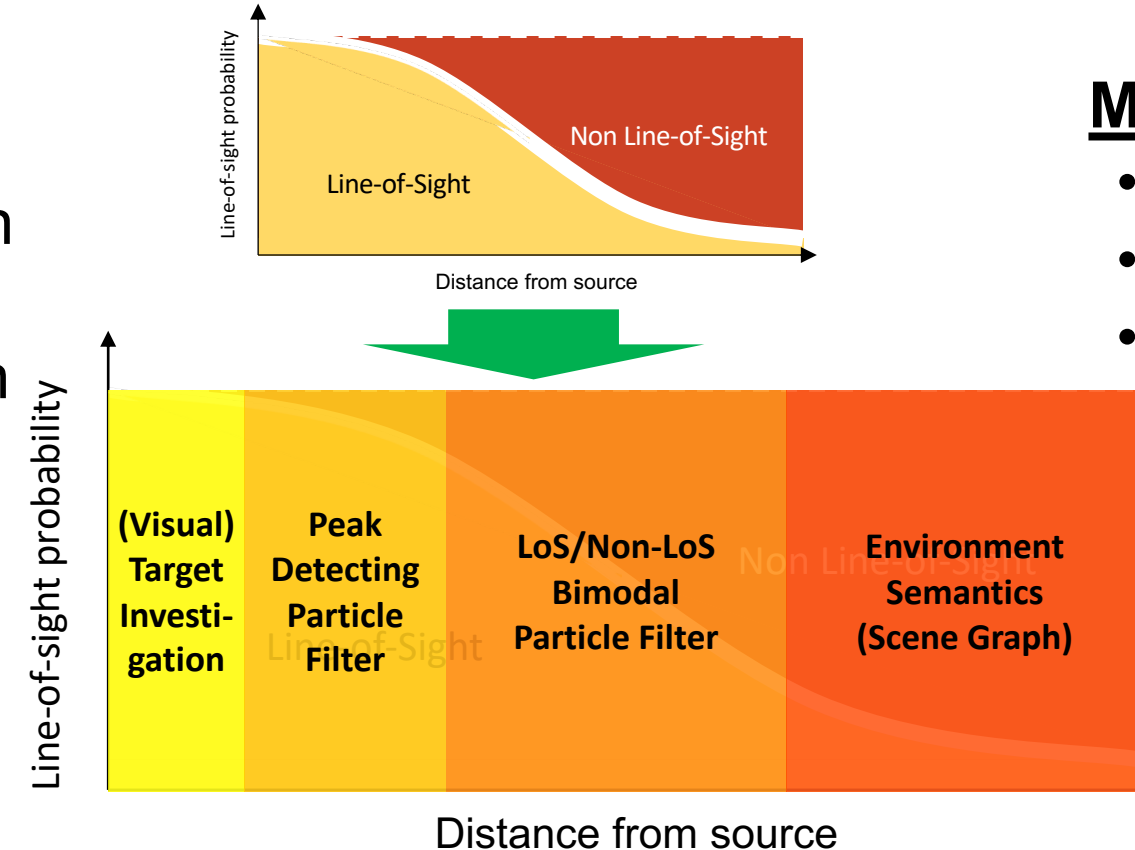 Line-of-sight probability
Non Line-of-Sight
Line-of-Sight
Distance from source
M
n
n
Line-of-sight probability
(Visual)
Target
Investi-
gation
Peak
Detecting
Particle
Filter
Line-of-Sight
LoS/Non-LoS
Bimodal
Particle Filter
Non Line-of-Sight
Environment
Semantics
(Scene Graph)
Distance from source